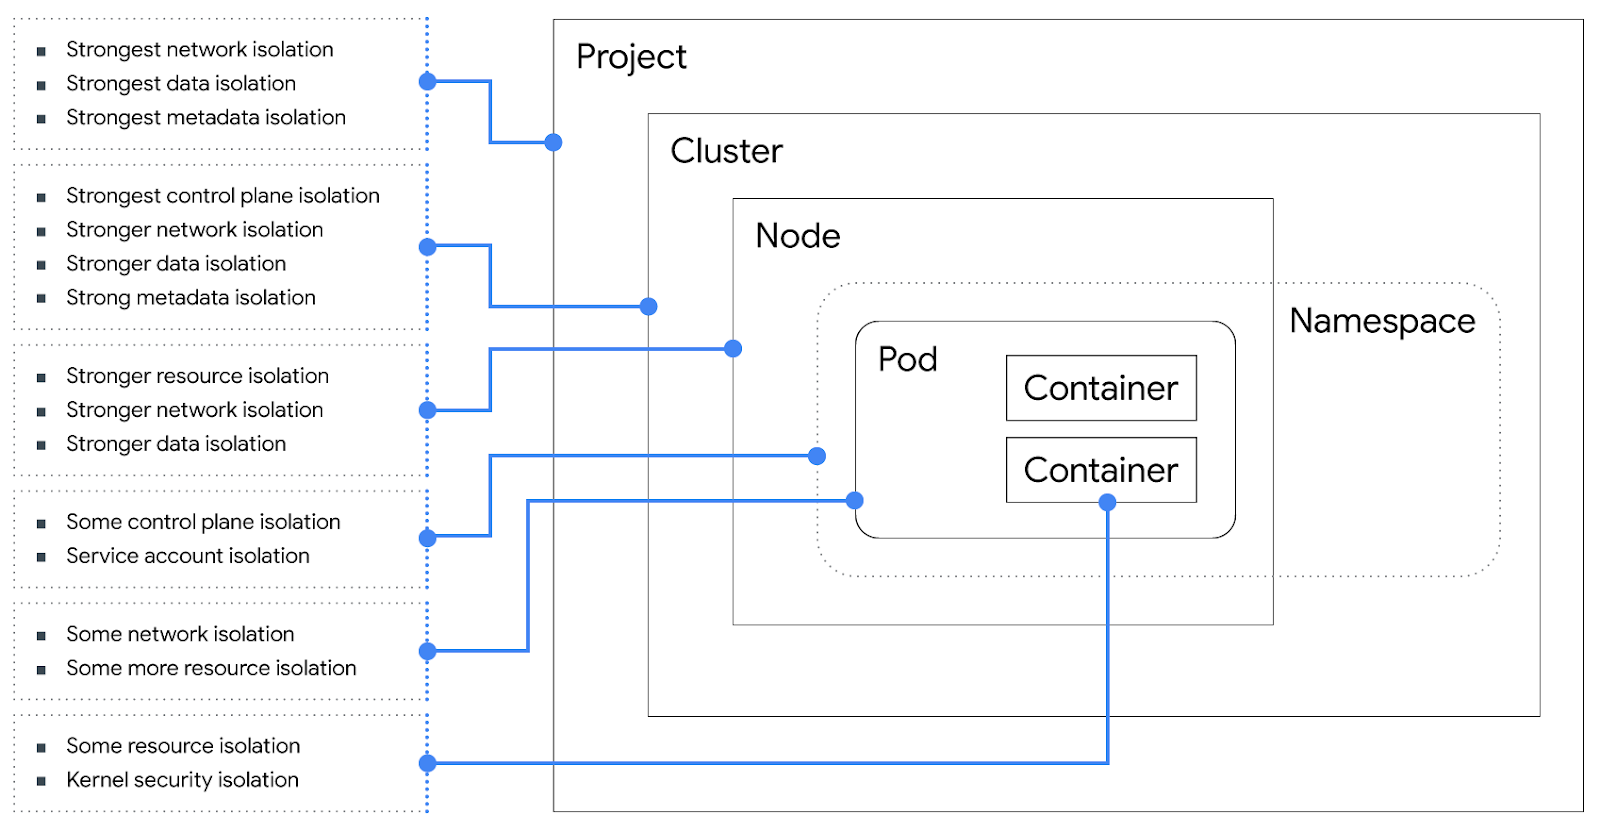 Strongest network isolation
Strongest data isolation
Strongest metadata isolation
Strongest control plane isolation
Stronger network isolation
Stronger data isolation
Strong metadata isolation
Stronger resource isolation
Stronger network isolation
Stronger data isolation
Some control plane isolation
Service account isolation
Some network isolation
Some more resource isolation
Some resource isolation
Kernel security isolation
Project
Cluster
Node
Namespace
Pod
Container
Container